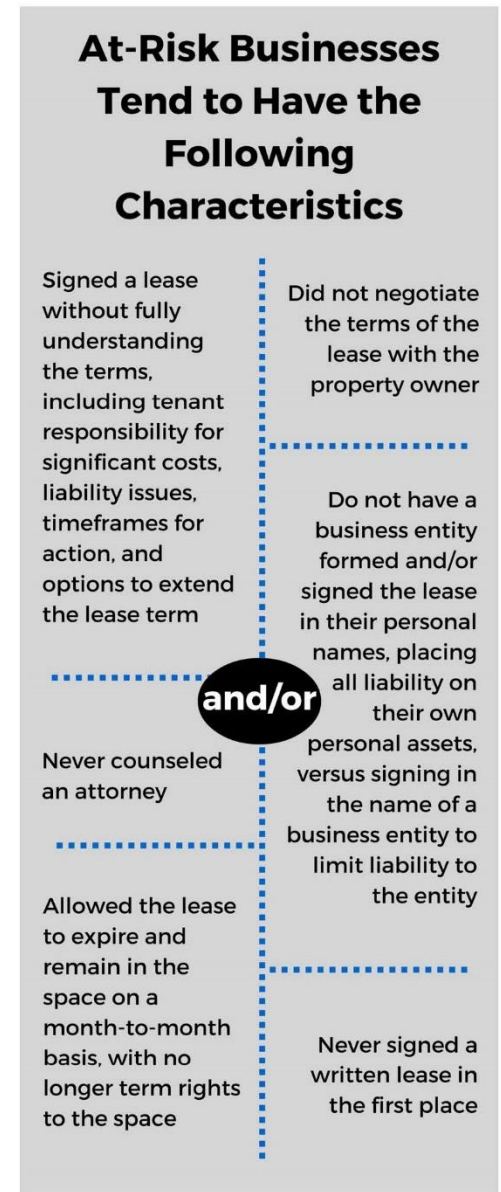 At-Risk Businesses
Tend to Have the
Following
Characteristics
Signed a lease
without fully
understanding
the terms,
including tenant
responsibility for
significant costs,
liability issues,
timeframes for
action, and
options to extend
the lease term
Never counseled
an attorney
Allowed the lease
to expire and
remain in the
space on a
month-to-month
basis, with no
longer term rights
to the space
and/or
Did not negotiate
the terms of the
lease with the
property owner
Do not have a
business entity
formed and/or
signed the lease
in their personal
names, placing
all liability on
their own
personal assets,
versus signing in
the name of a
business entity to
limit liability to
the entity
Never signed a
written lease in
the first place